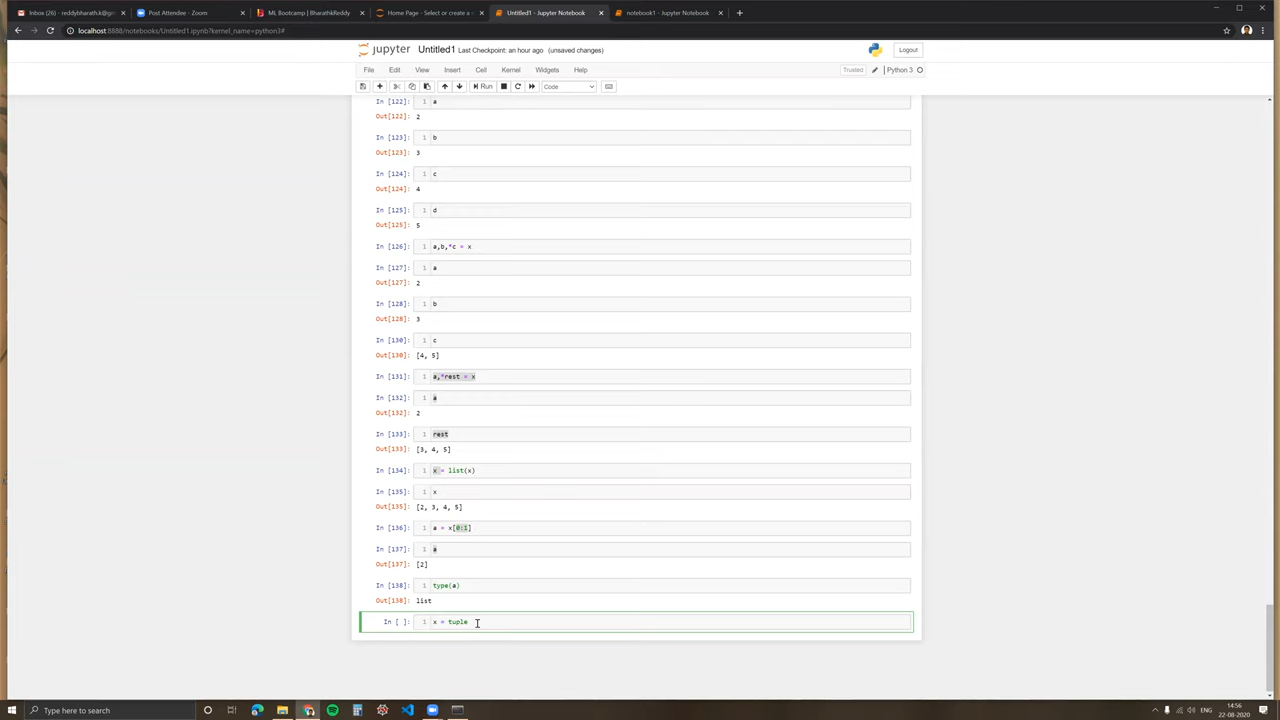 Inbox (26) - reddybharath.k@gm
Post Attendee - Zoom
ML Bootcamp | BharathKReddy
Home Page - Select or create a
Untitled1 - Jupyter Notebook
notebook1 - Jupyter Notebook
localhost:8888/notebooks/Untitled1.ipynb?kernel_name=python3#
jupyter Untitled1 Last Checkpoint: an hour ago (unsaved changes)
Logout
File Edit View Insert Cell Kernel Widgets Help
Trusted
Python 3
Run
Code
In [122]: 1 a
Out[122]: 2
In [123]: 1 b
Out[123]: 3
In [124]: 1 c
Out[124]: 4
In [125]: 1 d
Out[125]: 5
In [126]: 1 a,b,*c = x
In [127]: 1 a
Out[127]: 2
In [128]: 1 b
Out[128]: 3
In [130]: 1 c
Out[130]: [4, 5]
In [131]: 1 a,*rest = x
In [132]: 1 a
Out[132]: 2
In [133]: 1 rest
Out[133]: [3, 4, 5]
In [134]: 1 x = list(x)
In [135]: 1 x
Out[135]: [2, 3, 4, 5]
In [136]: 1 a = x[0:1]
In [137]: 1 a
Out[137]: [2]
In [138]: 1 type(a)
Out[138]: list
In [ ]: 1 x = tuple
Type here to search
ENG
14:56
22-08-2020